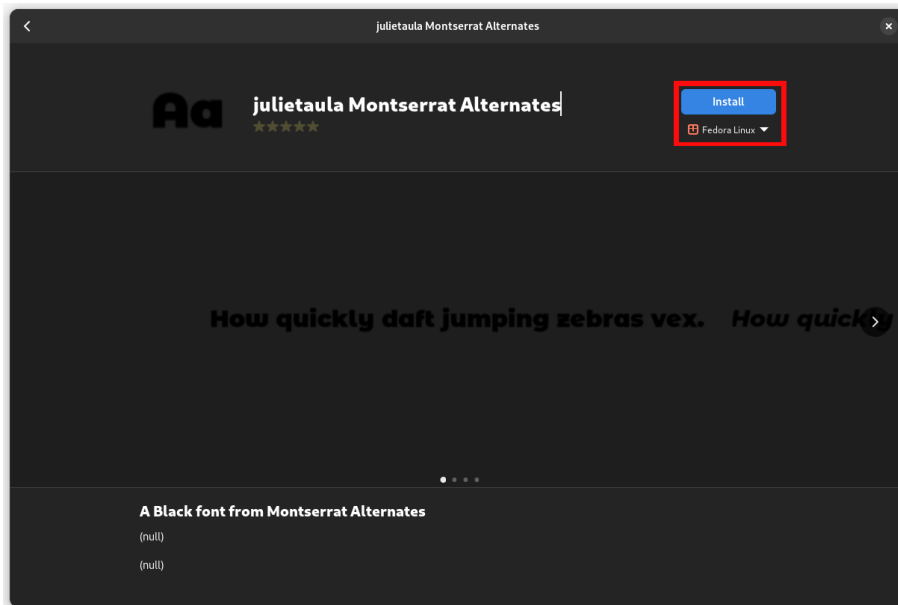 julietaula Montserrat Alternates
Aa
julietaula Montserrat Alternates
Install
Fedora Linux
How quickly daft jumping zebras vex. How quickly
A Black font from Montserrat Alternates
(null)
(null)